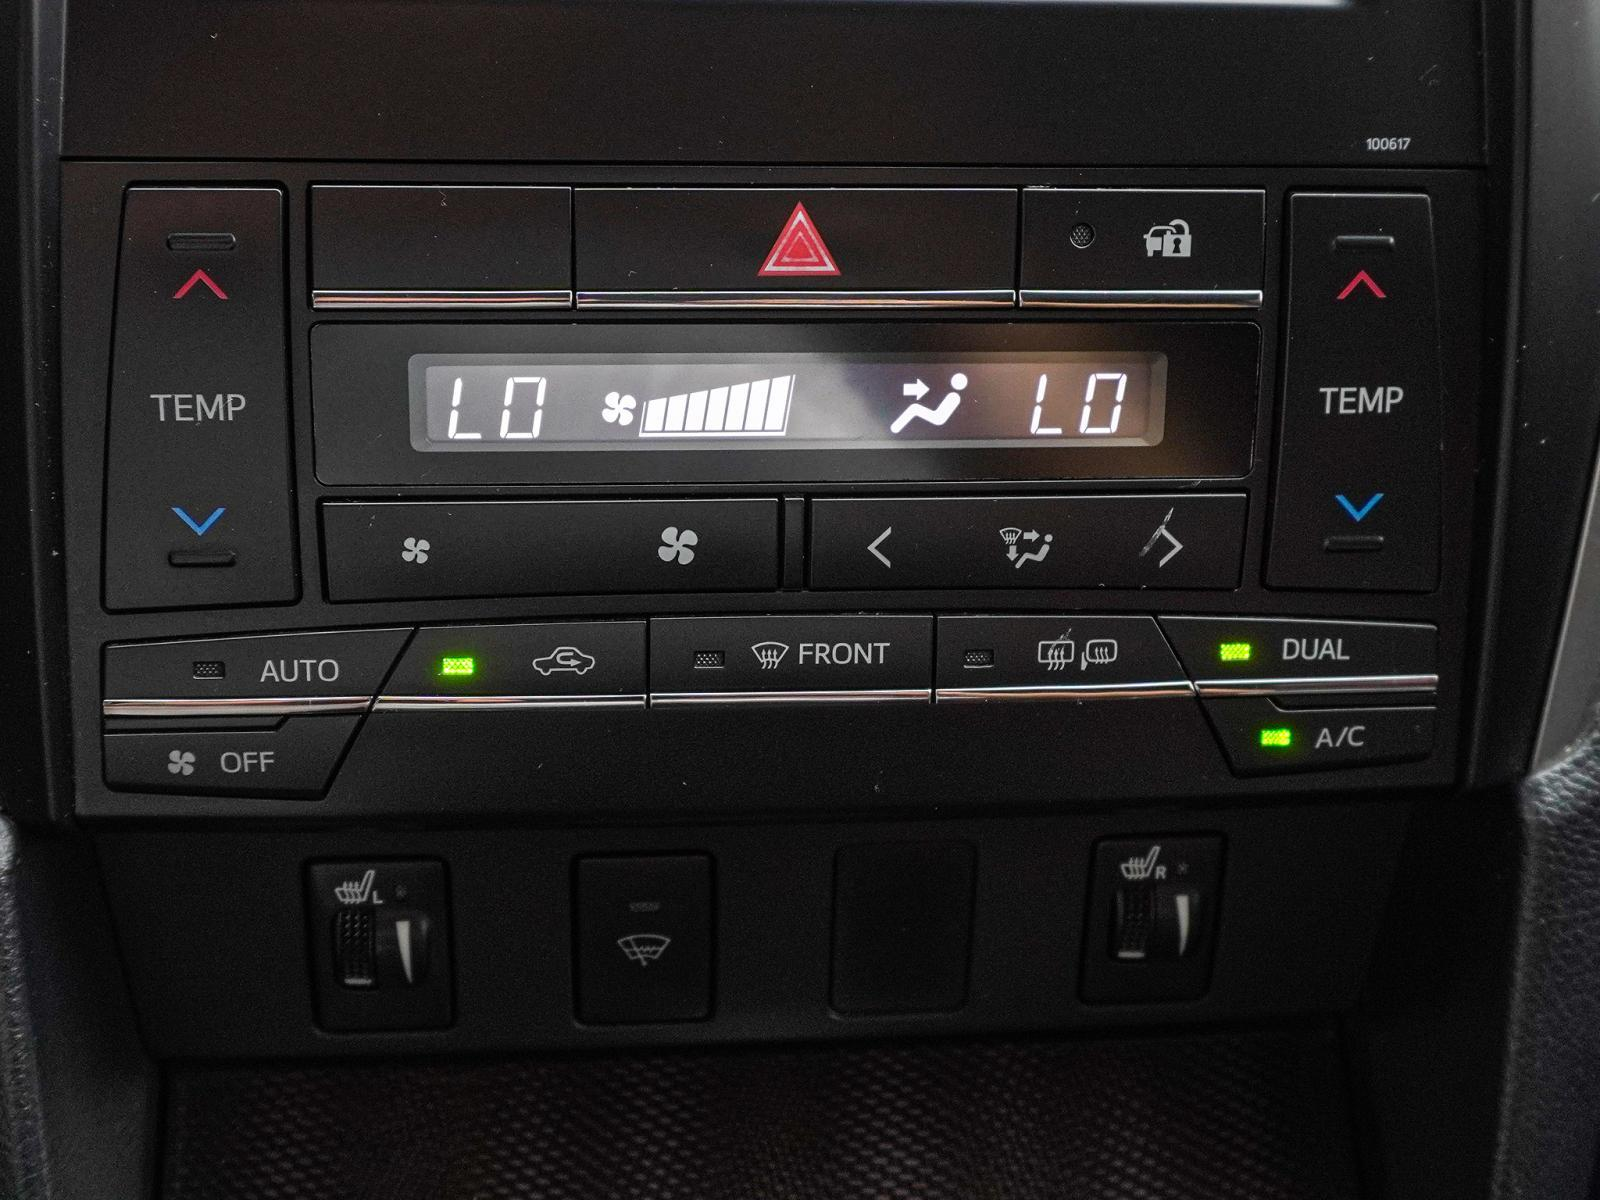 100617
TEMP
LO
LO
TEMP
AUTO
FRONT
DUAL
OFF
A/C
L
R